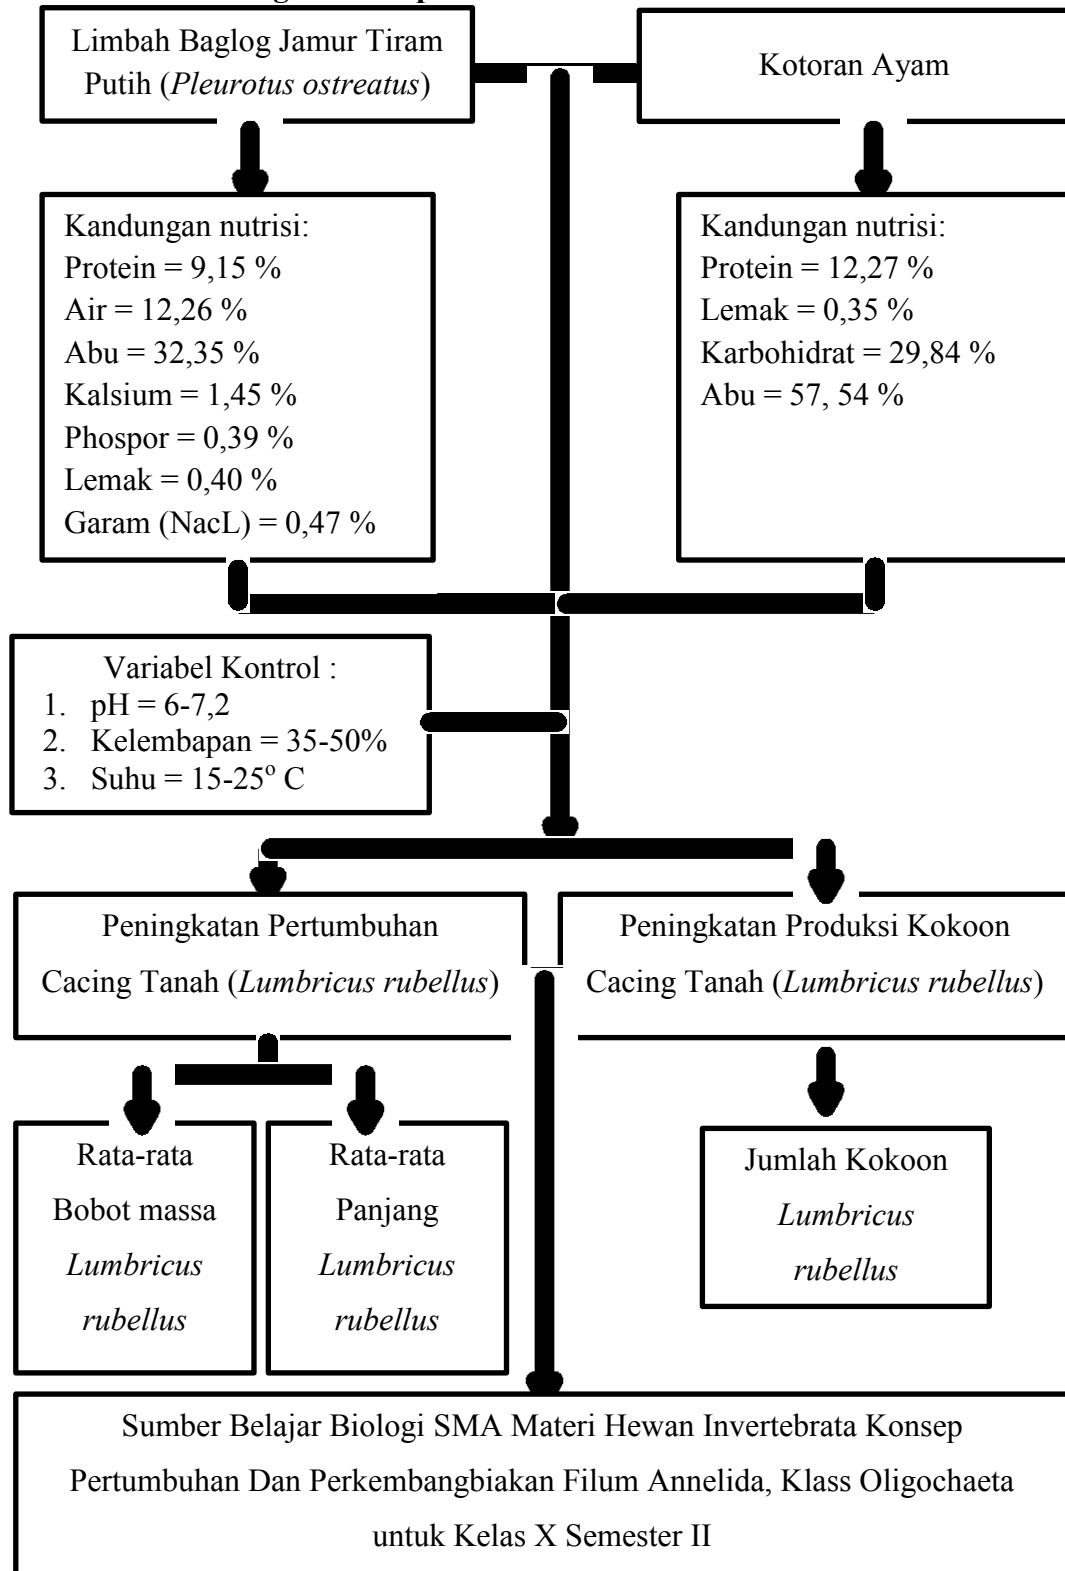 Limbah Baglog Jamur Tiram
Putih (Pleurotus ostreatus)
Kotoran Ayam
Kandungan nutrisi:
Protein = 9,15 %
Air = 12,26 %
Abu = 32,35 %
Kalsium = 1,45 %
Phospor = 0,39 %
Lemak = 0,40 %
Garam (NacL) = 0,47 %
Kandungan nutrisi:
Protein = 12,27 %
Lemak = 0,35 %
Karbohidrat = 29,84 %
Abu = 57, 54 %
Variabel Kontrol :
1. pH = 6-7,2
2. Kelembapan = 35-50%
3. Suhu = 15-25° C
Peningkatan Pertumbuhan
Cacing Tanah (Lumbricus rubellus)
Peningkatan Produksi Kokoon
Cacing Tanah (Lumbricus rubellus)
Rata-rata
Bobot massa
Lumbricus
rubellus
Rata-rata
Panjang
Lumbricus
rubellus
Jumlah Kokoon
Lumbricus
rubellus
Sumber Belajar Biologi SMA Materi Hewan Invertebrata Konsep
Pertumbuhan Dan Perkembangbiakan Filum Annelida, Klass Oligochaeta
untuk Kelas X Semester II